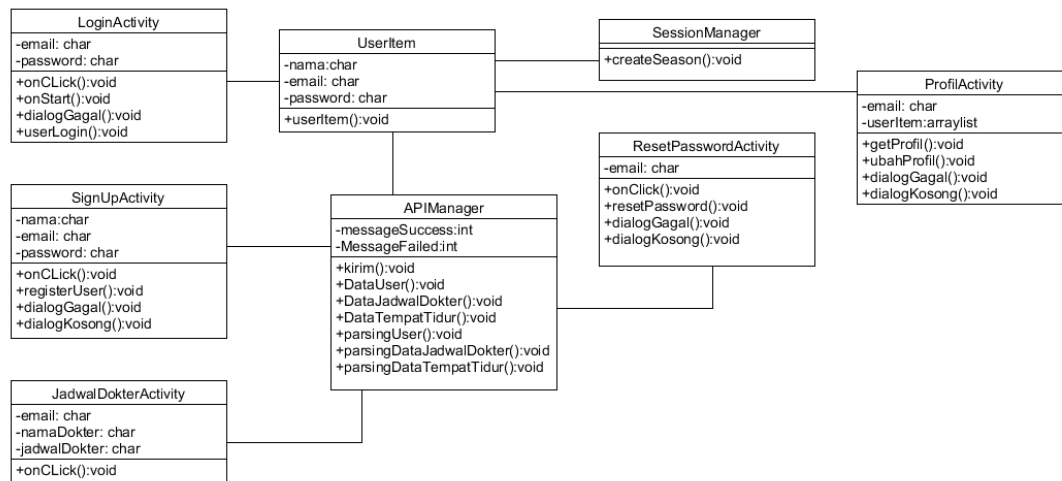 LoginActivity
-email: char
-password: char
+onCLick():void
+onStart():void
+dialogGagal():void
+userLogin():void
UserItem
-nama:char
-email: char
-password: char
+userItem():void
SessionManager
+createSeason():void
ProfilActivity
-email: char
-userItem:arraylist
+getProfil():void
+ubahProfil():void
+dialogGagal():void
+dialogKosong():void
ResetPasswordActivity
-email: char
+onClick():void
+resetPassword():void
+dialogGagal():void
+dialogKosong():void
SignUpActivity
-nama:char
-email: char
-password: char
+onCLick():void
+registerUser():void
+dialogGagal():void
+dialogKosong():void
APIManager
-messageSuccess:int
-MessageFailed:int
+kirim():void
+DataUser():void
+DataJadwalDokter():void
+DataTempatTidur():void
+parsingUser():void
+parsingDataJadwalDokter():void
+parsingDataTempatTidur():void
JadwalDokterActivity
-email: char
-namaDokter: char
-jadwalDokter: char
+onCLick():void